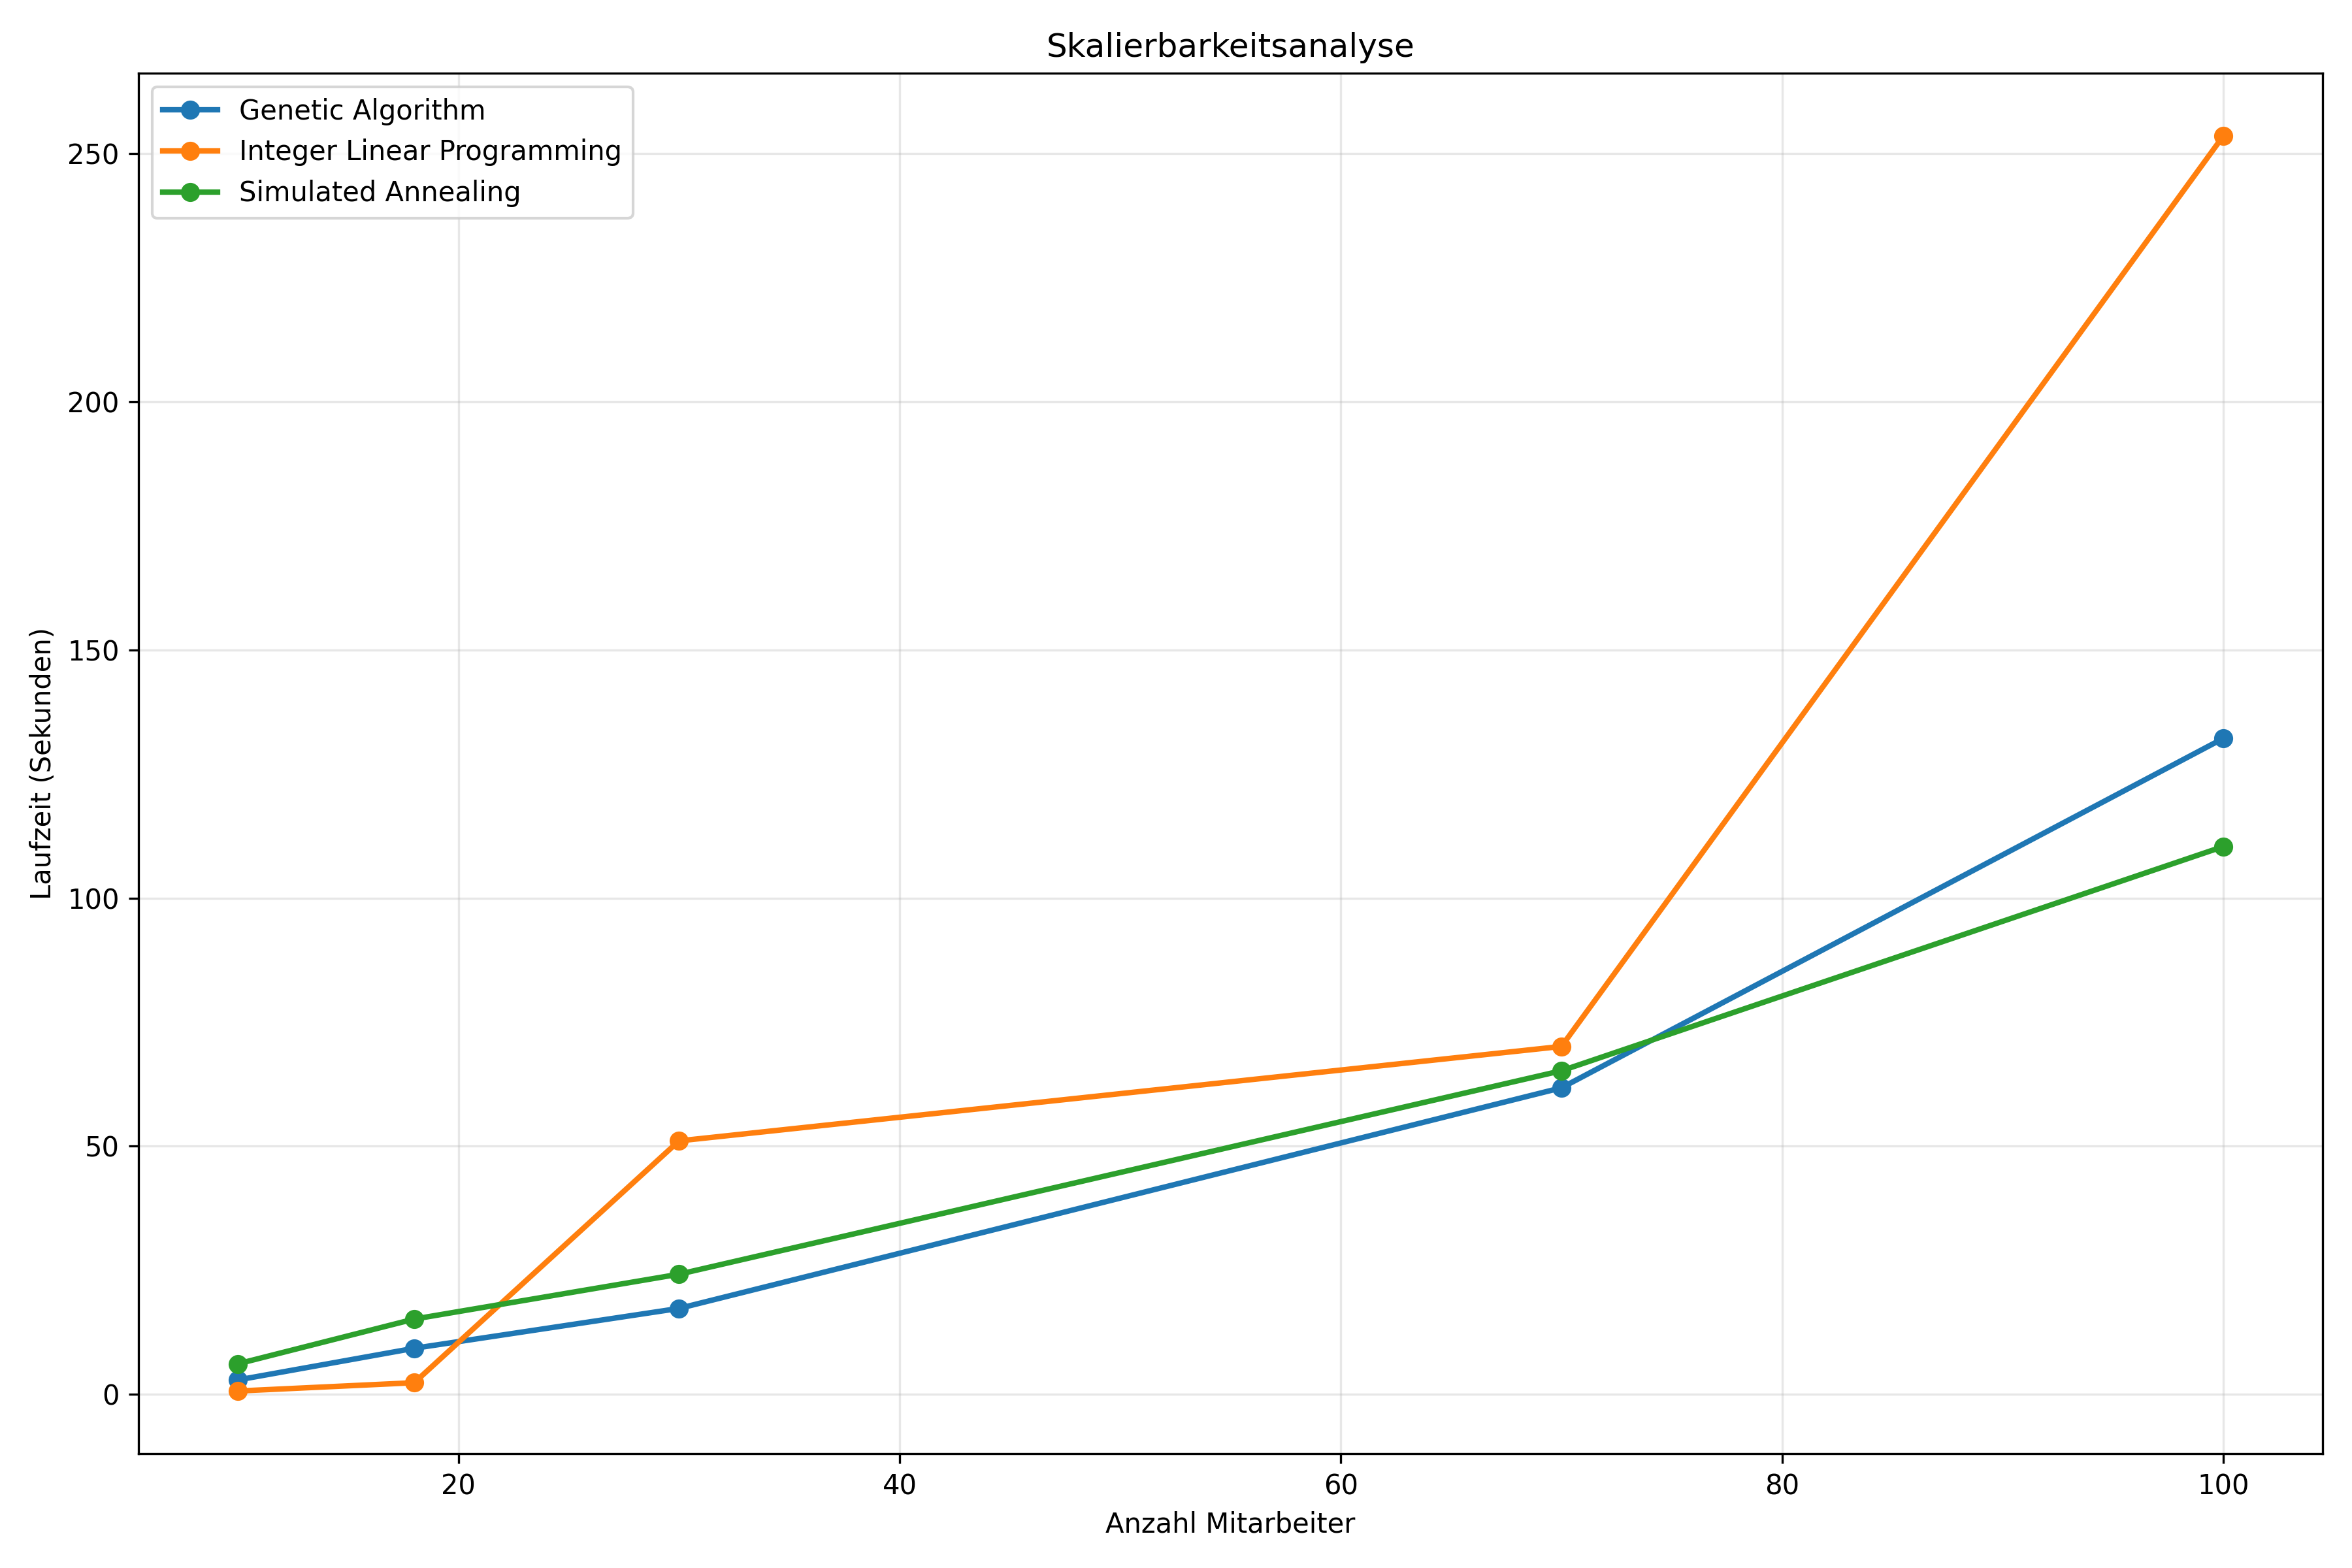 Skalierbarkeitsanalyse
Genetic Algorithm
Integer Linear Programming
Simulated Annealing
250
200
150
100
50
0
Laufzeit (Sekunden)
20 40 60 80 100
Anzahl Mitarbeiter